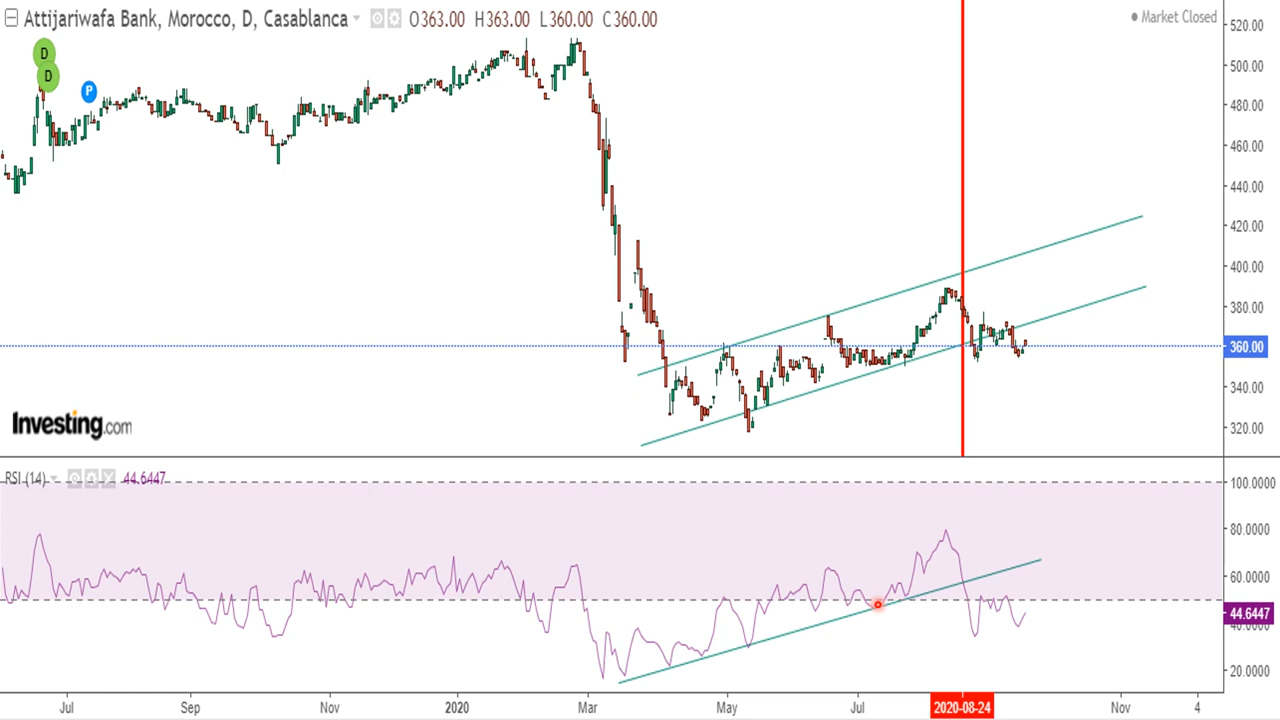 Attijariwafa Bank, Morocco, D, Casablanca O363.00 H363.00 L360.00 C360.00
Market Closed
D
D
P
520.00
500.00
480.00
460.00
440.00
420.00
400.00
380.00
360.00
340.00
320.00
Investing.com
RSI (14) 44.6447
100.0000
80.0000
60.0000
44.6447
40.0000
20.0000
Jul Sep Nov 2020 Mar May Jul 2020-08-24 Nov 4